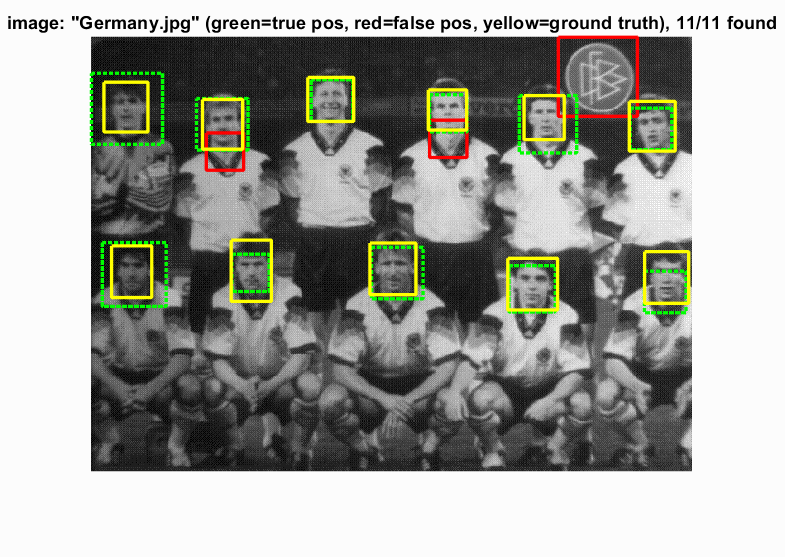 image: "Germany.jpg" (green=true pos, red=false pos, yellow=ground truth), 11/11 found